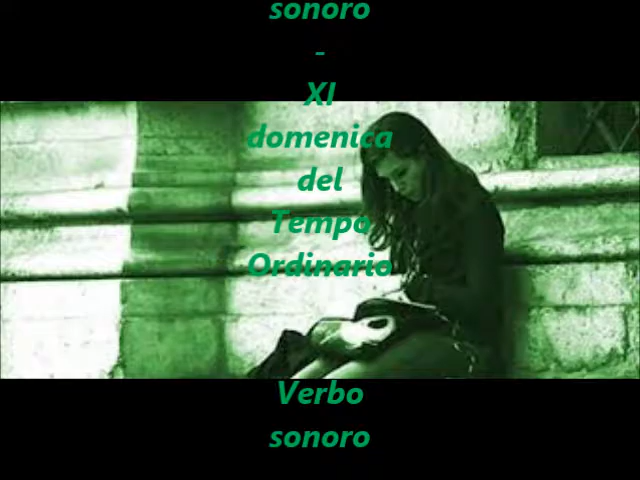 sonoro
-
XI
domenica
del
Tempo
Ordinario
Verbo
sonoro